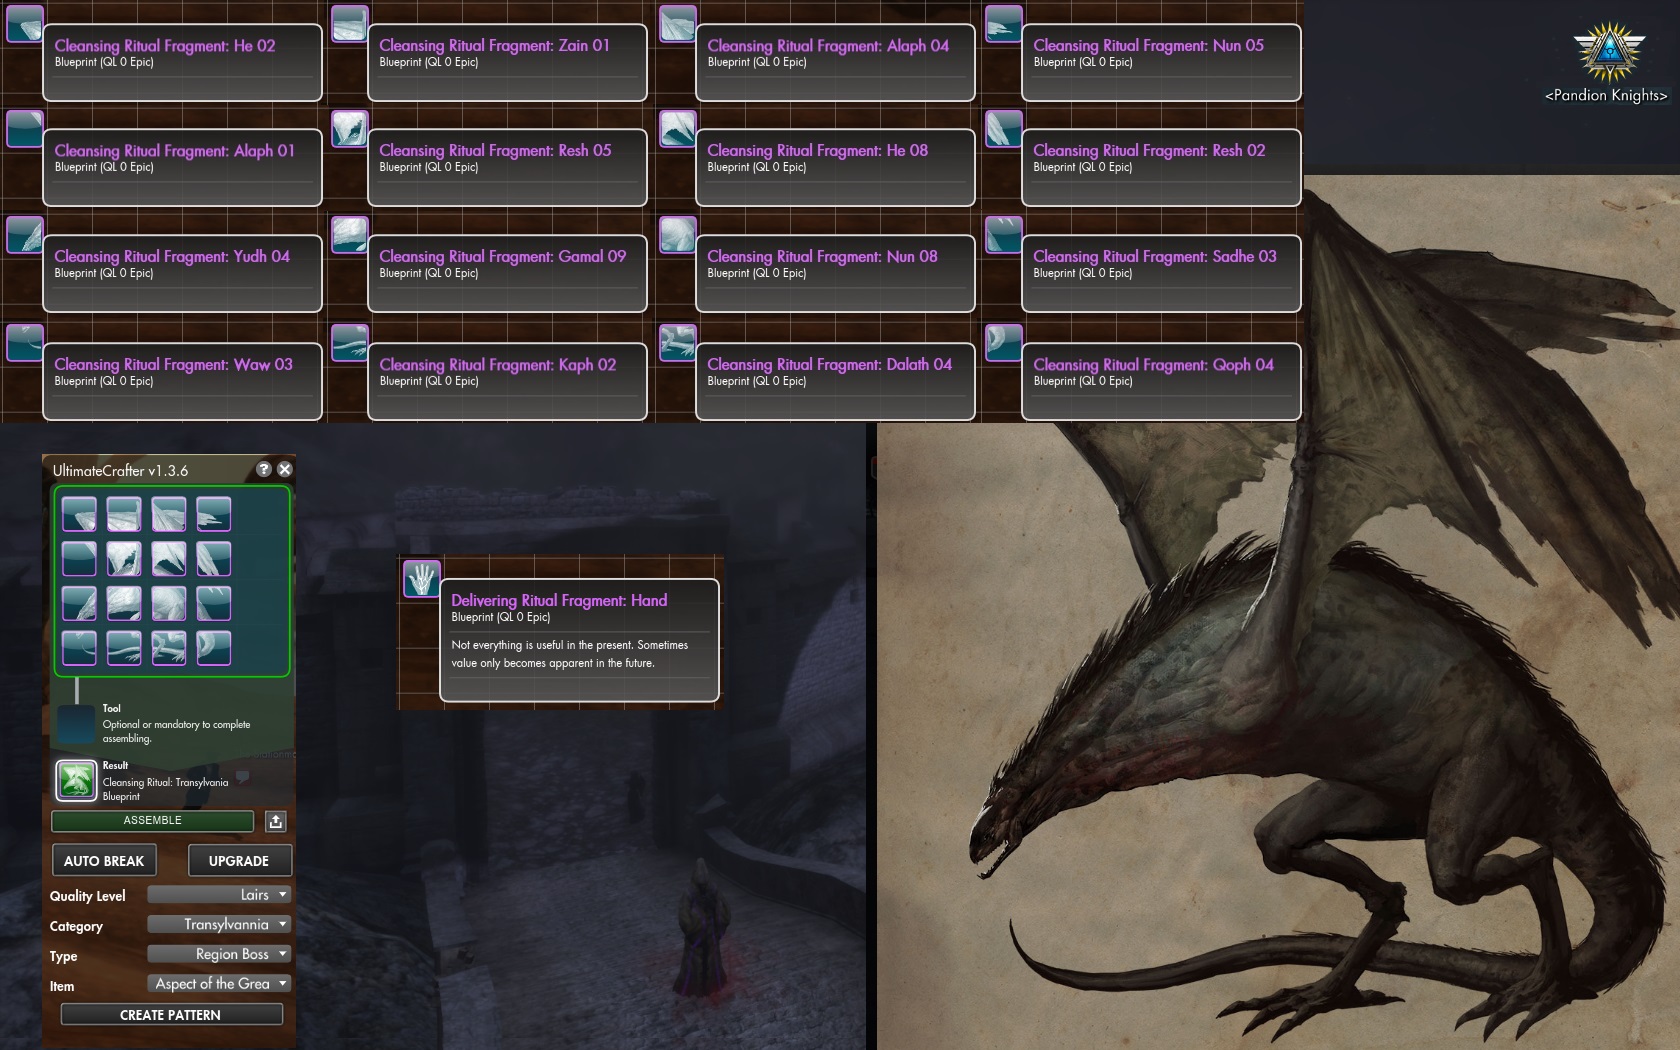 Cleansing Ritual Fragment: He 02
Blueprint (QL 0 Epic)
Cleansing Ritual Fragment: Zain 01
Blueprint (QL 0 Epic)
Cleansing Ritual Fragment: Alaph 04
Blueprint (QL 0 Epic)
Cleansing Ritual Fragment: Nun 05
Blueprint (QL 0 Epic)
<Pandion Knights>
Cleansing Ritual Fragment: Alaph 01
Blueprint (QL 0 Epic)
Cleansing Ritual Fragment: Resh 05
Blueprint (QL 0 Epic)
Cleansing Ritual Fragment: He 08
Blueprint (QL 0 Epic)
Cleansing Ritual Fragment: Resh 02
Blueprint (QL 0 Epic)
Cleansing Ritual Fragment: Yudh 04
Blueprint (QL 0 Epic)
Cleansing Ritual Fragment: Gamal 09
Blueprint (QL 0 Epic)
Cleansing Ritual Fragment: Nun 08
Blueprint (QL 0 Epic)
Cleansing Ritual Fragment: Sadhe 03
Blueprint (QL 0 Epic)
Cleansing Ritual Fragment: Waw 03
Blueprint (QL 0 Epic)
Cleansing Ritual Fragment: Kaph 02
Blueprint (QL 0 Epic)
Cleansing Ritual Fragment: Dalath 04
Blueprint (QL 0 Epic)
Cleansing Ritual Fragment: Qoph 04
Blueprint (QL 0 Epic)
UltimateCrafter v1.3.6
?
Tool
Optional or mandatory to complete
assembling.
Result
Cleansing Ritual: Transylvania
Blueprint
ASSEMBLE
AUTO BREAK
UPGRADE
Quality Level
Lairs
Category
Transylvannia
Type
Region Boss
Item
Aspect of the Grea
CREATE PATTERN
Delivering Ritual Fragment: Hand
Blueprint (QL 0 Epic)
Not everything is useful in the present. Sometimes
value only becomes apparent in the future.